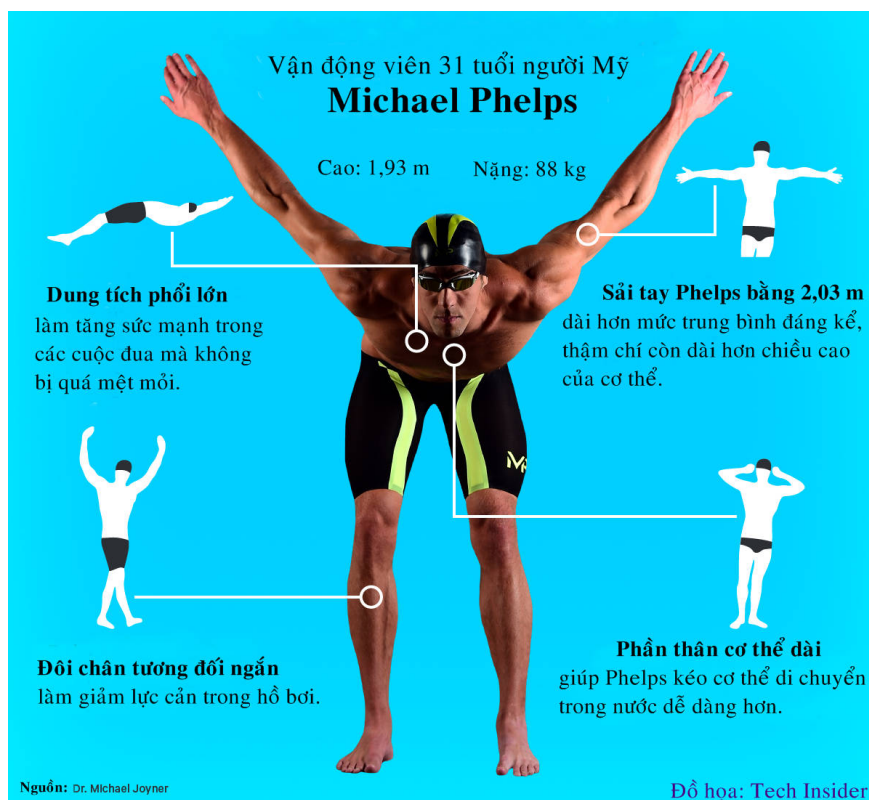 Vận động viên 31 tuổi người Mỹ
Michael Phelps
Cao: 1,93 m Nặng: 88 kg
Dung tích phổi lớn
làm tăng sức mạnh trong
các cuộc đua mà không
bị quá mệt mỏi.
Sải tay Phelps bằng 2,03 m
dài hơn mức trung bình đáng kể,
thậm chí còn dài hơn chiều cao
của cơ thể.
Đôi chân tương đối ngắn
làm giảm lực cản trong hồ bơi.
Phần thân cơ thể dài
giúp Phelps kéo cơ thể di chuyển
trong nước dễ dàng hơn.
Nguồn: Dr. Michael Joyner
Đồ họa: Tech Insider